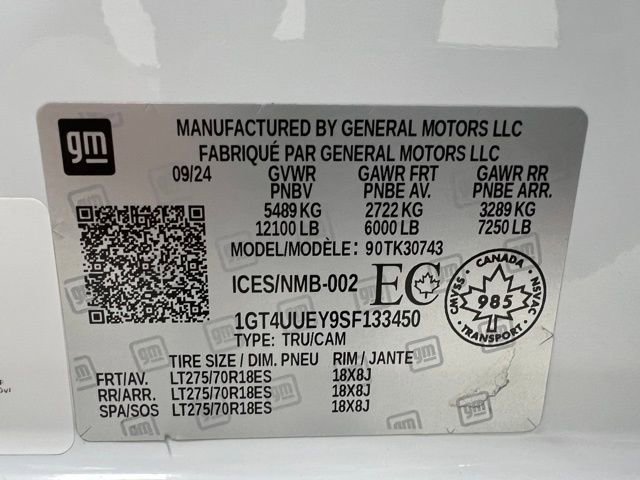 gm
MANUFACTURED BY GENERAL MOTORS LLC
FABRIQUÉ PAR GENERAL MOTORS LLC
09/24 GVWR GAWR FRT GAWR RR
PNBV PNBE AV. PNBE ARR.
5489 KG 2722 KG 3289 KG
12100 LB 6000 LB 7250 LB
MODEL/MODÈLE: 90TK30743
ICES/NMB-002 EC
CANADA
CMVSS 985 NSVAC
TRANSPORT
1GT4UUEY9SF133450
TYPE: TRU/CAM
TIRE SIZE / DIM. PNEU RIM / JANTE
FRT/AV. LT275/70R18ES 18X8J
RR/ARR. LT275/70R18ES 18X8J
SPA/SOS LT275/70R18ES 18X8J